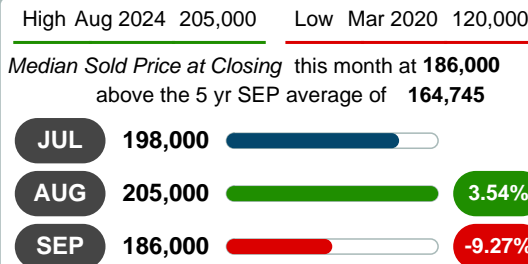 High Aug 2024 205,000 Low Mar 2020 120,000
Median Sold Price at Closing this month at 186,000
above the 5 yr SEP average of 164,745
JUL 198,000
AUG 205,000 3.54%
SEP 186,000 -9.27%